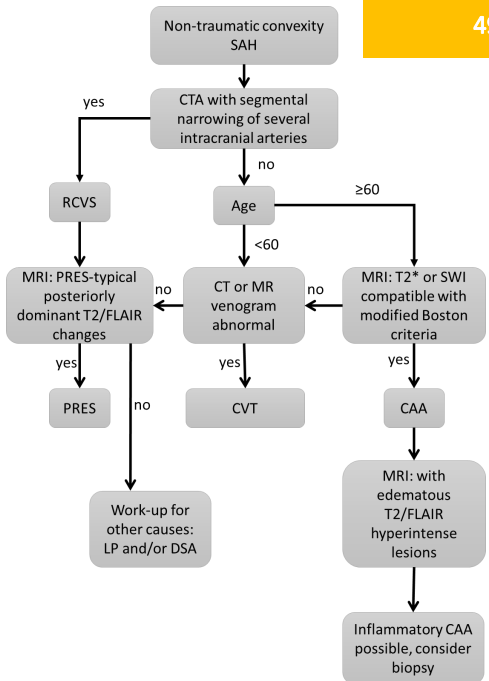 Non-traumatic convexity
SAH
yes
CTA with segmental
narrowing of several
intracranial arteries
no
RCVS
Age
≥60
<60
MRI: PRES-typical
posteriorly
dominant T2/FLAIR
changes
no
CT or MR
venogram
abnormal
no
MRI: T2* or SWI
compatible with
modified Boston
criteria
yes
no
yes
yes
PRES
CVT
CAA
Work-up for
other causes:
LP and/or DSA
MRI: with
edematous
T2/FLAIR
hyperintense
lesions
Inflammatory CAA
possible, consider
biopsy